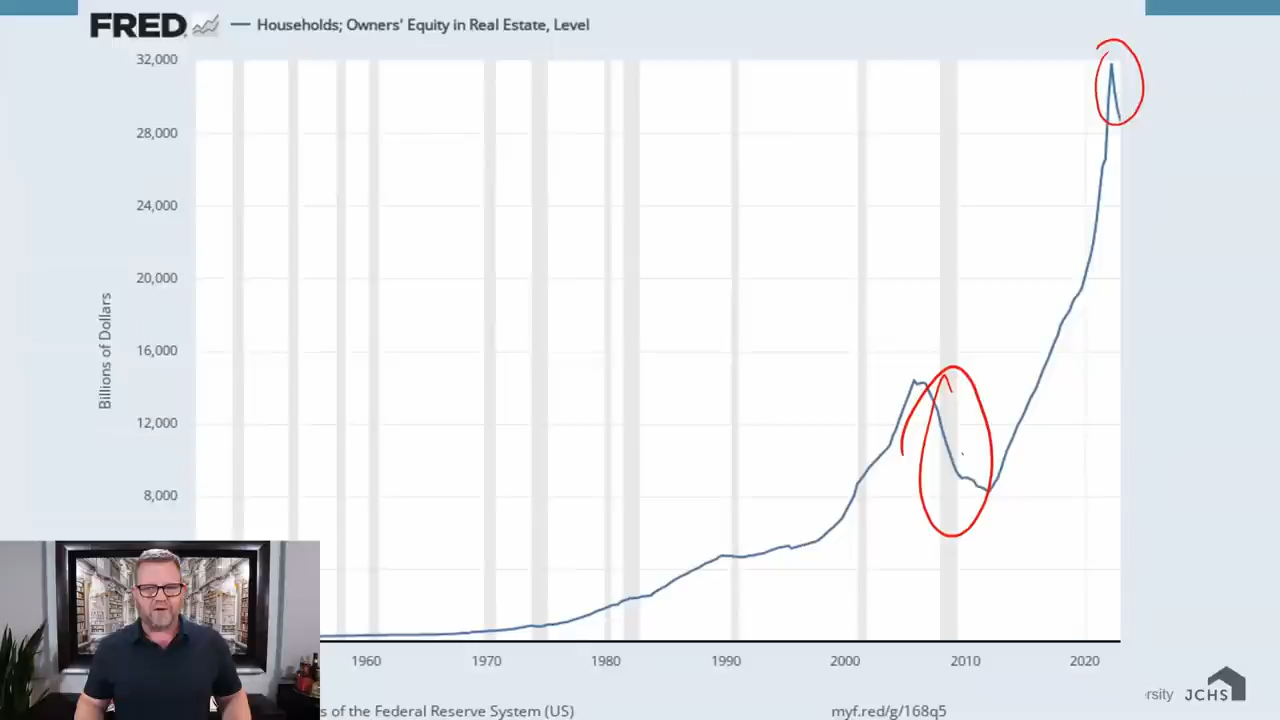 FRED
Households; Owners' Equity in Real Estate, Level
32,000
28,000
24,000
20,000
16,000
12,000
8,000
Billions of Dollars
1960 1970 1980 1990 2000 2010 2020
s of the Federal Reserve System (US)
myf.red/g/168q5
rsity JCHS